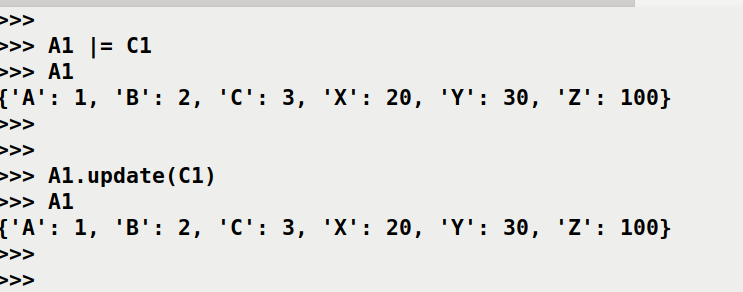 >>>
>>> A1 |= C1
>>> A1
{'A': 1, 'B': 2, 'C': 3, 'X': 20, 'Y': 30, 'Z': 100}
>>>
>>>
>>> A1.update(C1)
>>> A1
{'A': 1, 'B': 2, 'C': 3, 'X': 20, 'Y': 30, 'Z': 100}
>>>
>>>